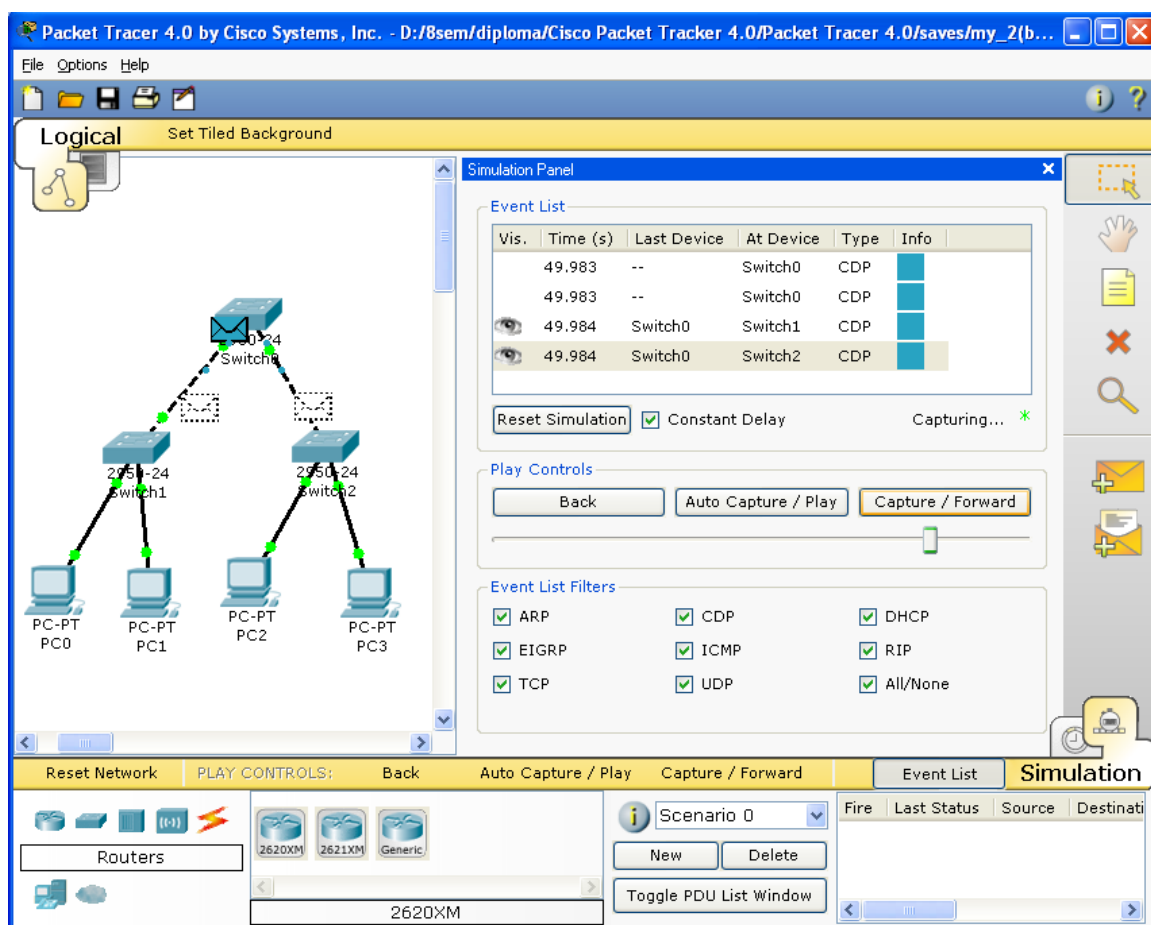 Packet Tracer 4.0 by Cisco Systems, Inc. - D:/8sem/diploma/Cisco Packet Tracker 4.0/Packet Tracer 4.0/saves/my_2(b...
File Options Help
Logical Set Tiled Background
Simulation Panel
Event List
Vis. Time (s) Last Device At Device Type Info
49.983 -- Switch0 CDP
49.983 -- Switch0 CDP
49.984 Switch0 Switch1 CDP
49.984 Switch0 Switch2 CDP
Reset Simulation Constant Delay Capturing... *
Play Controls
Back Auto Capture / Play Capture / Forward
Event List Filters
ARP CDP DHCP
EIGRP ICMP RIP
TCP UDP All/None
2950-24
Switch0
2950-24
Switch1
2950-24
Switch2
PC-PT
PC0
PC-PT
PC1
PC-PT
PC2
PC-PT
PC3
Reset Network PLAY CONTROLS: Back Auto Capture / Play Capture / Forward Event List Simulation
Routers
2620XM 2621XM Generic
2620XM
Scenario 0
New Delete
Toggle PDU List Window
Fire Last Status Source Destinati